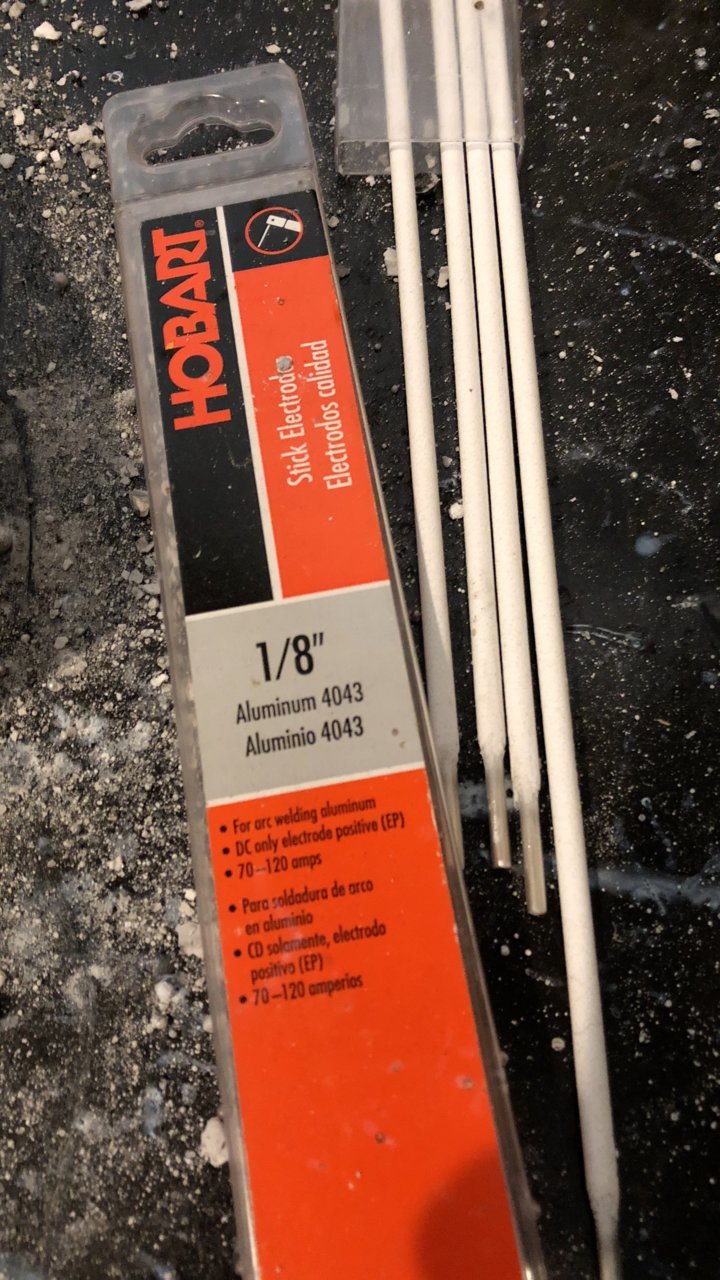 HOBART®
Stick Electrode
Electrodos calidad
1/8"
Aluminum 4043
Aluminio 4043
• For arc welding aluminum
• DC only electrode positive (EP)
• 70–120 amps
• Para soldadura de arco
en aluminio
• CD solamente, electrodo
positivo (EP)
• 70–120 amperios